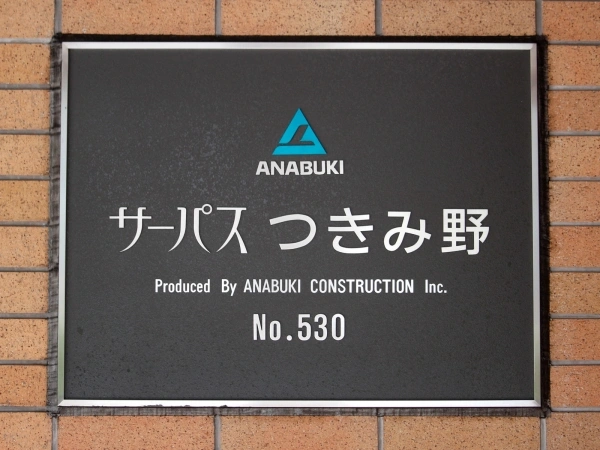 ANABUKI
サーパス つきみ野
Produced By ANABUKI CONSTRUCTION Inc.
No.530